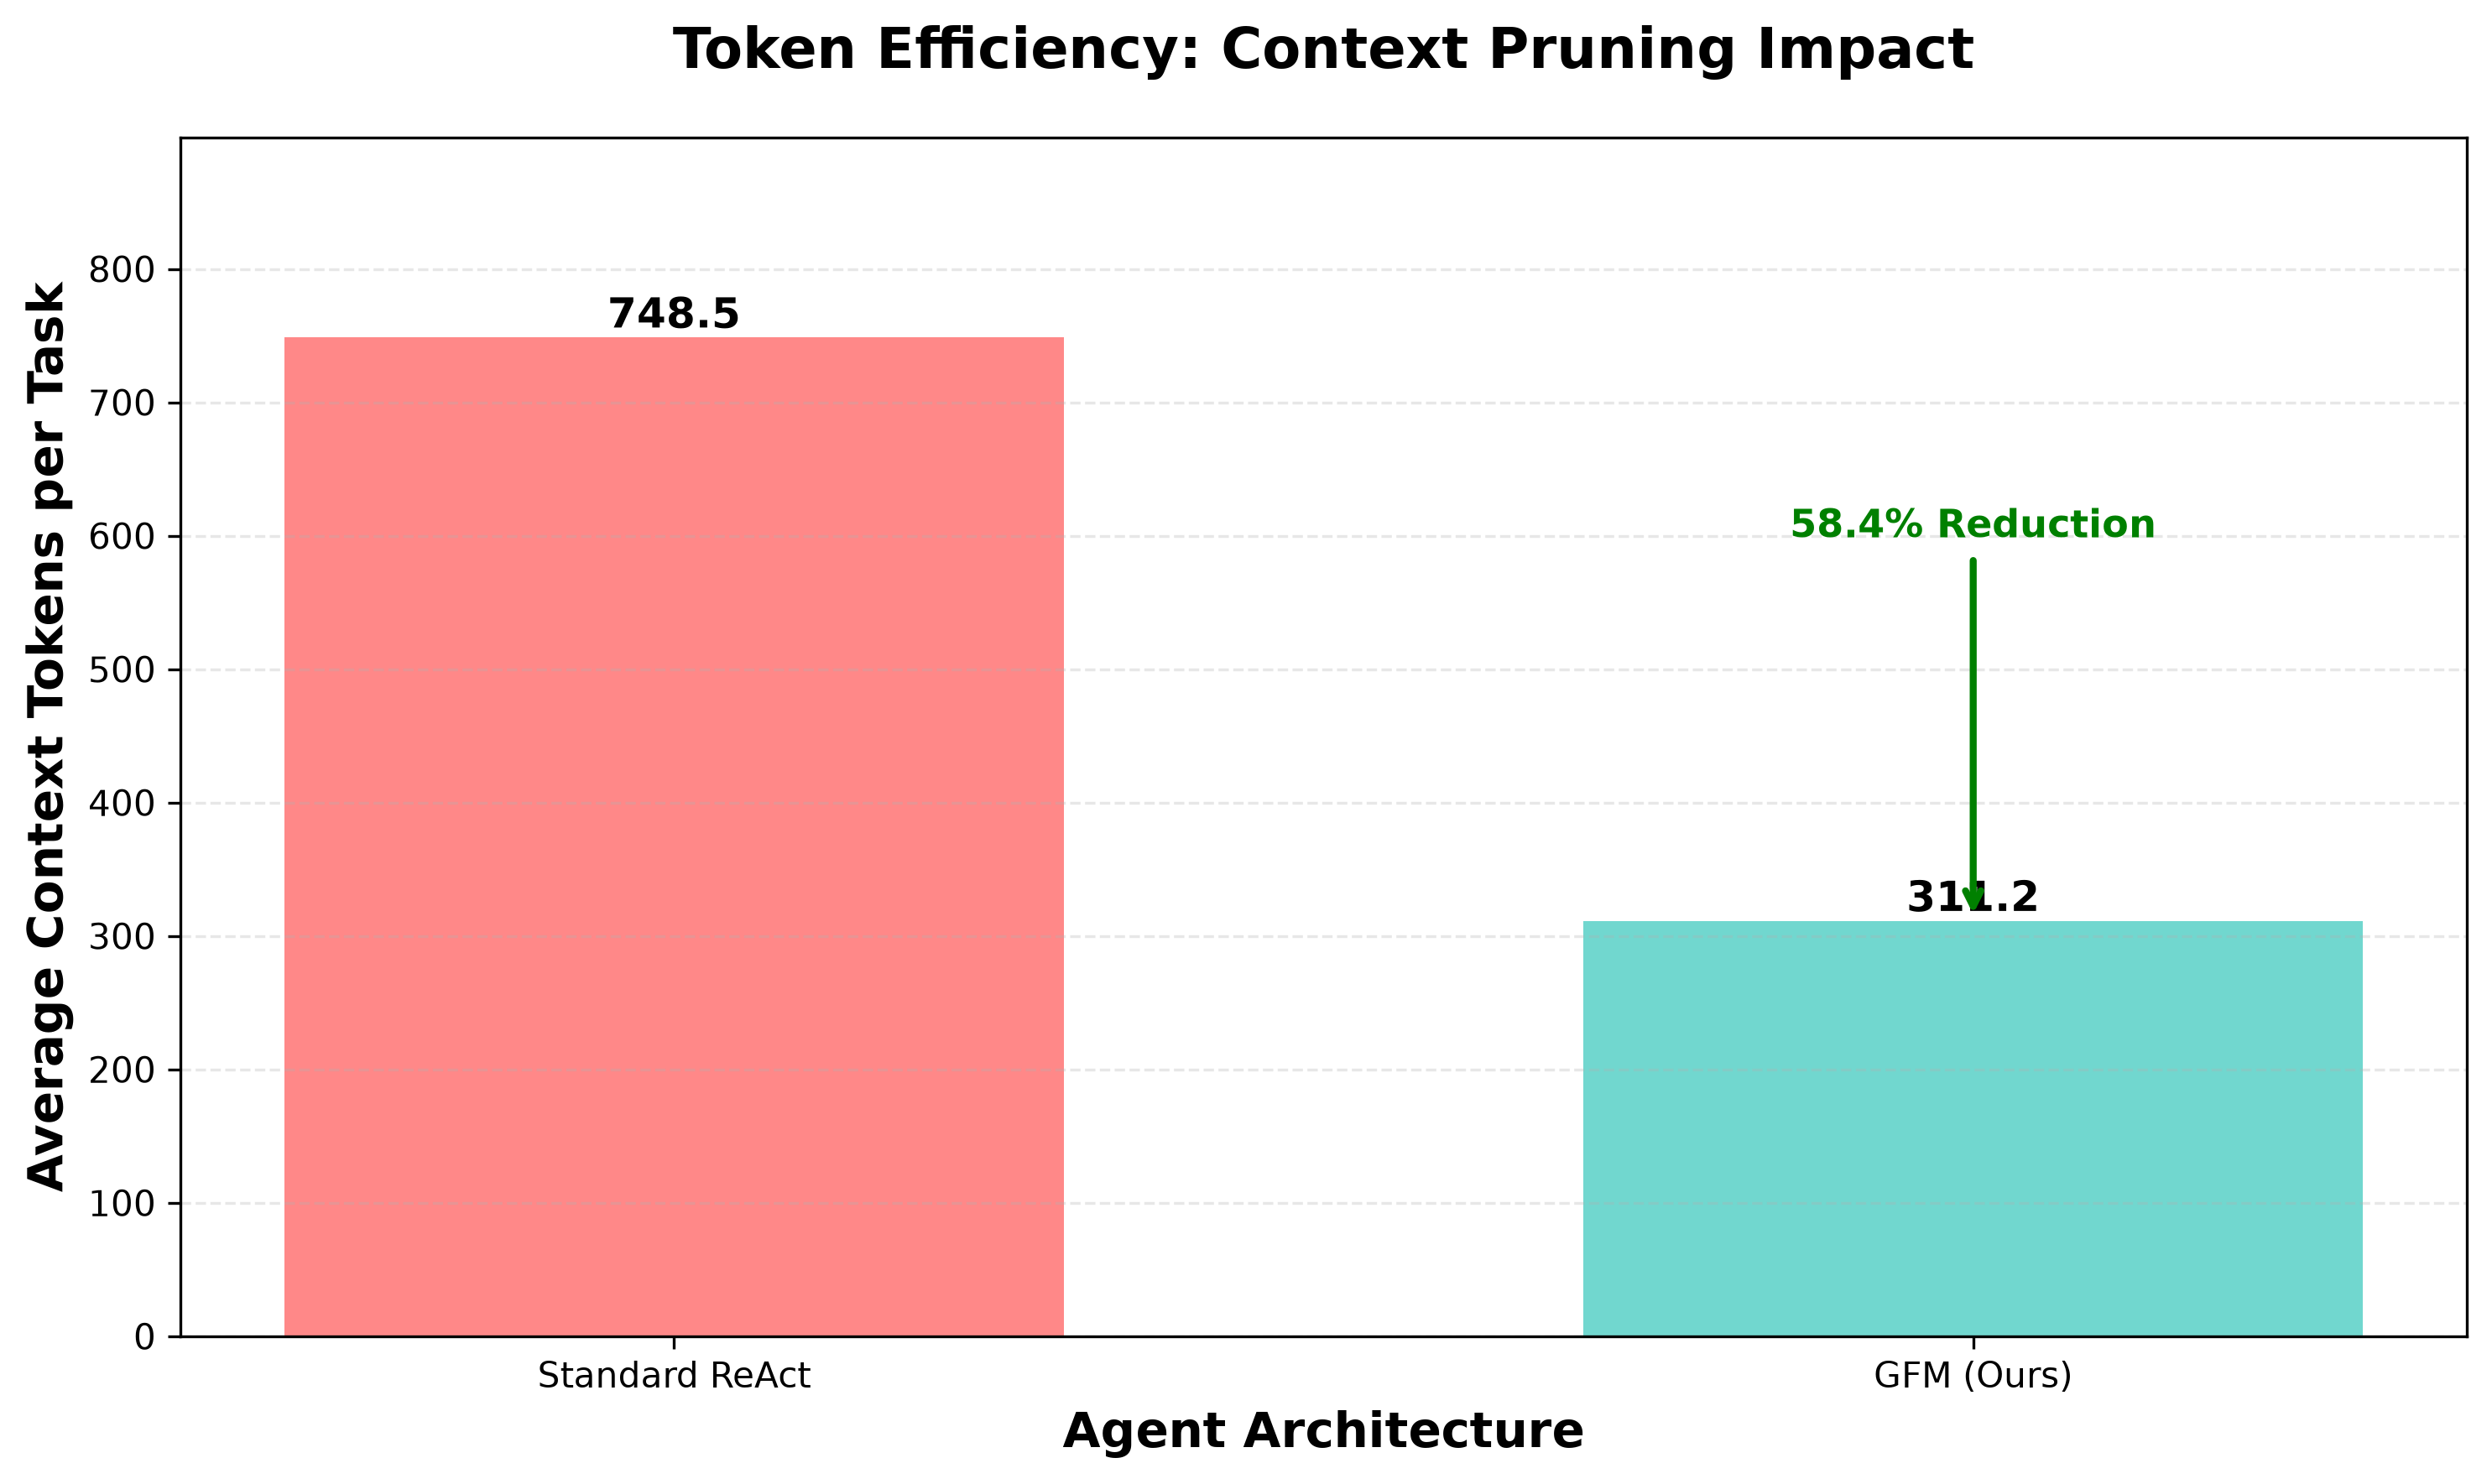 Token Efficiency: Context Pruning Impact
Average Context Tokens per Task
800
700
600
500
400
300
200
100
0
748.5
58.4% Reduction
311.2
Standard ReAct
GFM (Ours)
Agent Architecture